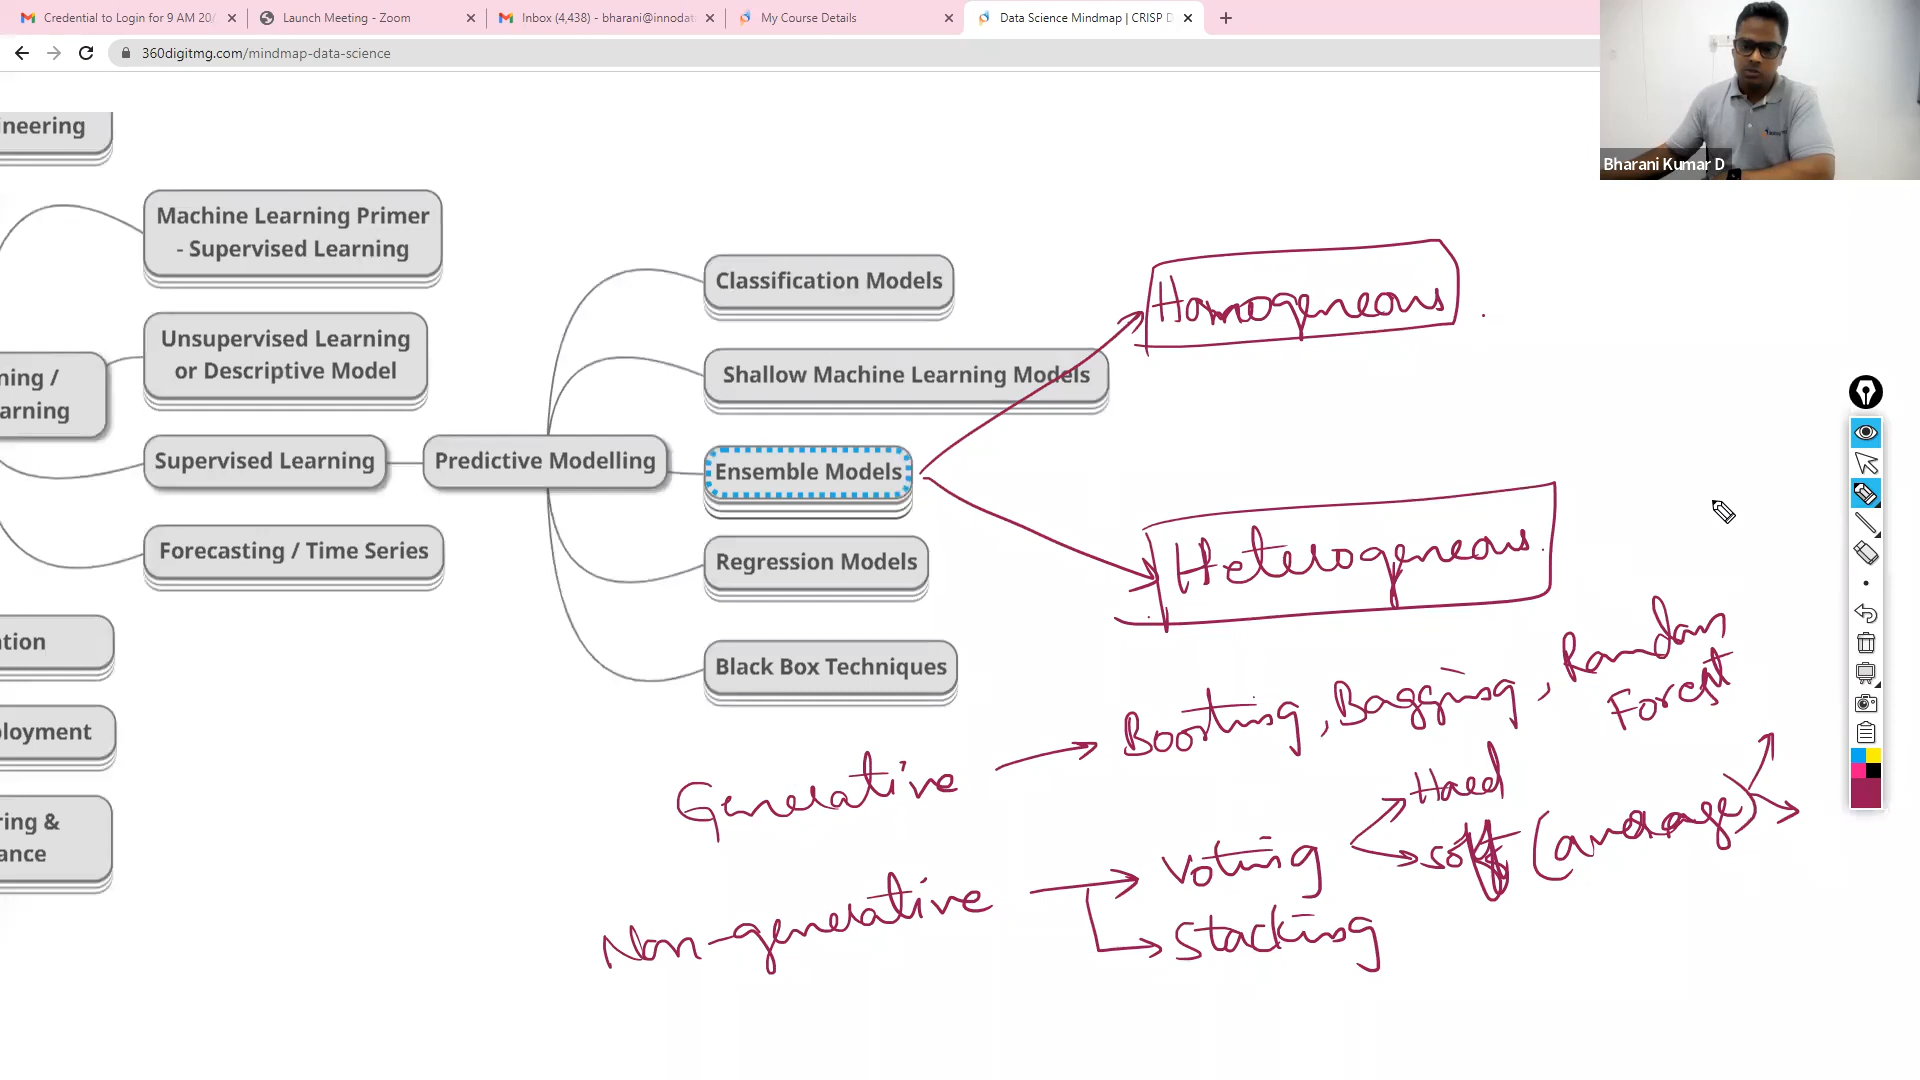 Credential to Login for 9 AM 20/
Launch Meeting - Zoom
Inbox (4,438) - bharani@innodat
My Course Details
Data Science Mindmap | CRISP D
360digitmg.com/mindmap-data-science
Bharani Kumar D
ineering
Machine Learning Primer
- Supervised Learning
Classification Models
Homogeneous
Unsupervised Learning
or Descriptive Model
Shallow Machine Learning Models
ning /
arning
Supervised Learning
Predictive Modelling
Ensemble Models
Forecasting / Time Series
Regression Models
Heterogeneous
ation
Black Box Techniques
loyment
Generative
Boosting, Bagging, Random
Forest
ring &
ance
Non-generative
Voting
Hard
Soft (average)
Stacking